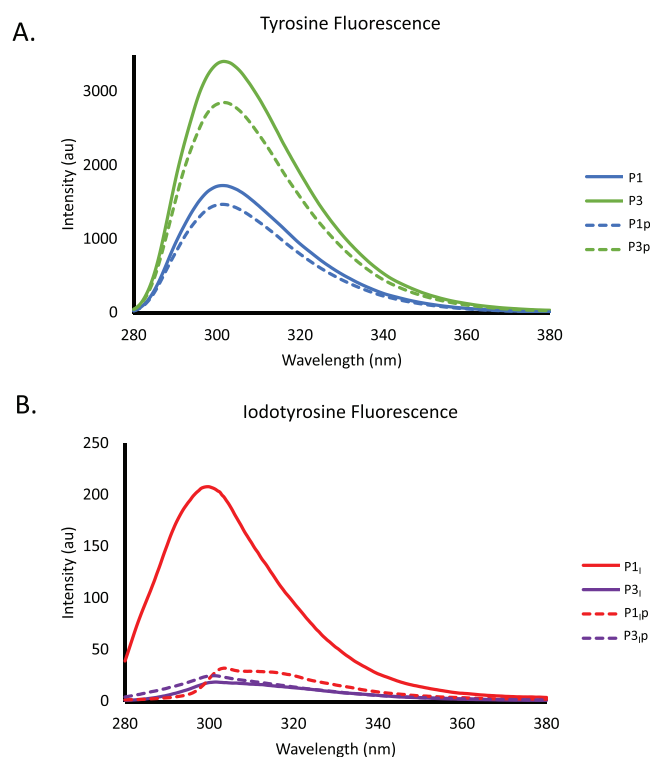 A.
Tyrosine Fluorescence
Intensity (au)
3000
2000
1000
0
280 300 320 340 360 380
Wavelength (nm)
P1
P3
P1p
P3p
B.
Iodotyrosine Fluorescence
Intensity (au)
250
200
150
100
50
0
280 300 320 340 360 380
Wavelength (nm)
P1I
P3I
P1Ip
P3Ip